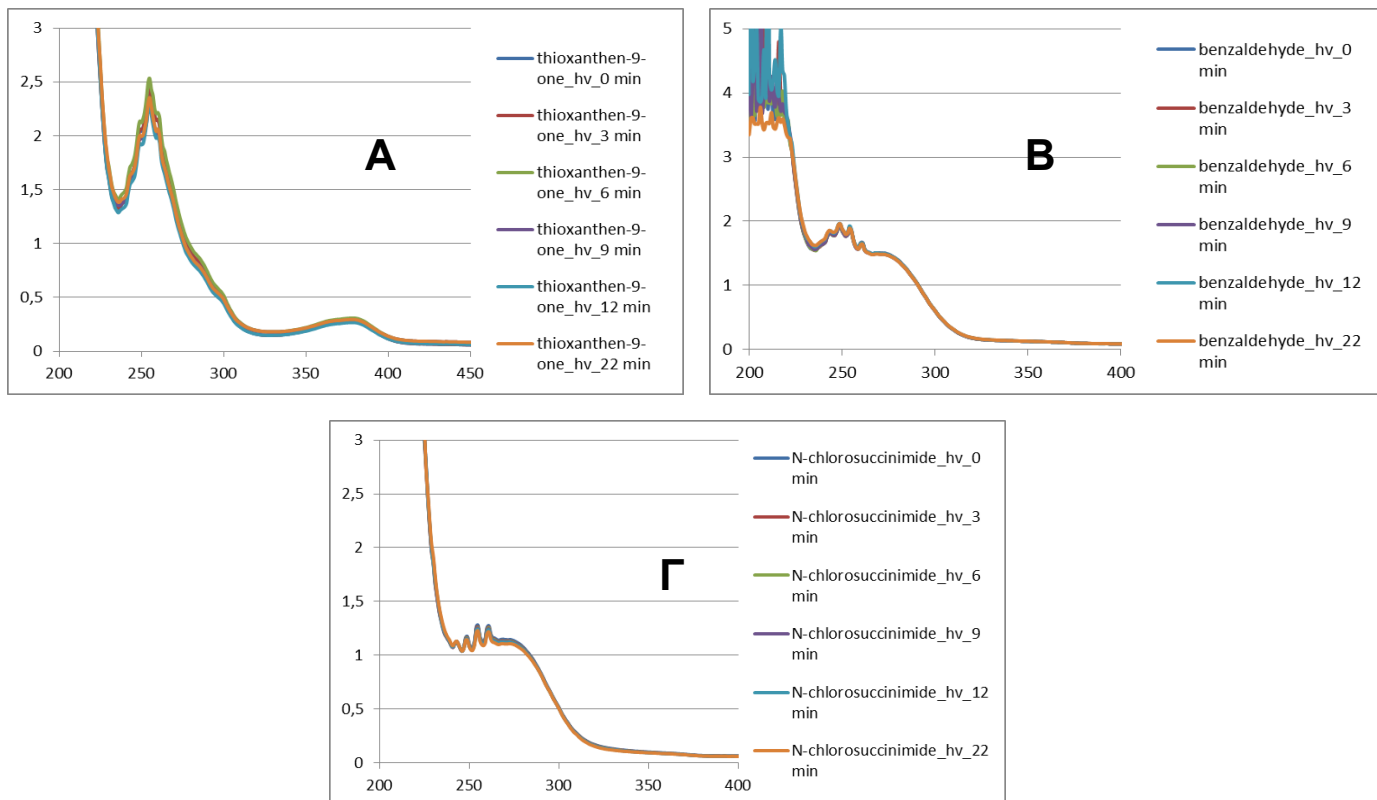 3
2,5
2
1,5
1
0,5
0
200
250
300
350
400
450
A
thioxanthen-9-
one_hv_0 min
thioxanthen-9-
one_hv_3 min
thioxanthen-9-
one_hv_6 min
thioxanthen-9-
one_hv_9 min
thioxanthen-9-
one_hv_12 min
thioxanthen-9-
one_hv_22 min
5
4
3
2
1
0
200
250
300
350
400
B
benzaldehyde_hv_0
min
benzaldehyde_hv_3
min
benzaldehyde_hv_6
min
benzaldehyde_hv_9
min
benzaldehyde_hv_12
min
benzaldehyde_hv_22
min
3
2,5
2
1,5
1
0,5
0
200
250
300
350
400
Γ
N-chlorosuccinimide_hv_0
min
N-chlorosuccinimide_hv_3
min
N-chlorosuccinimide_hv_6
min
N-chlorosuccinimide_hv_9
min
N-chlorosuccinimide_hv_12
min
N-chlorosuccinimide_hv_22
min